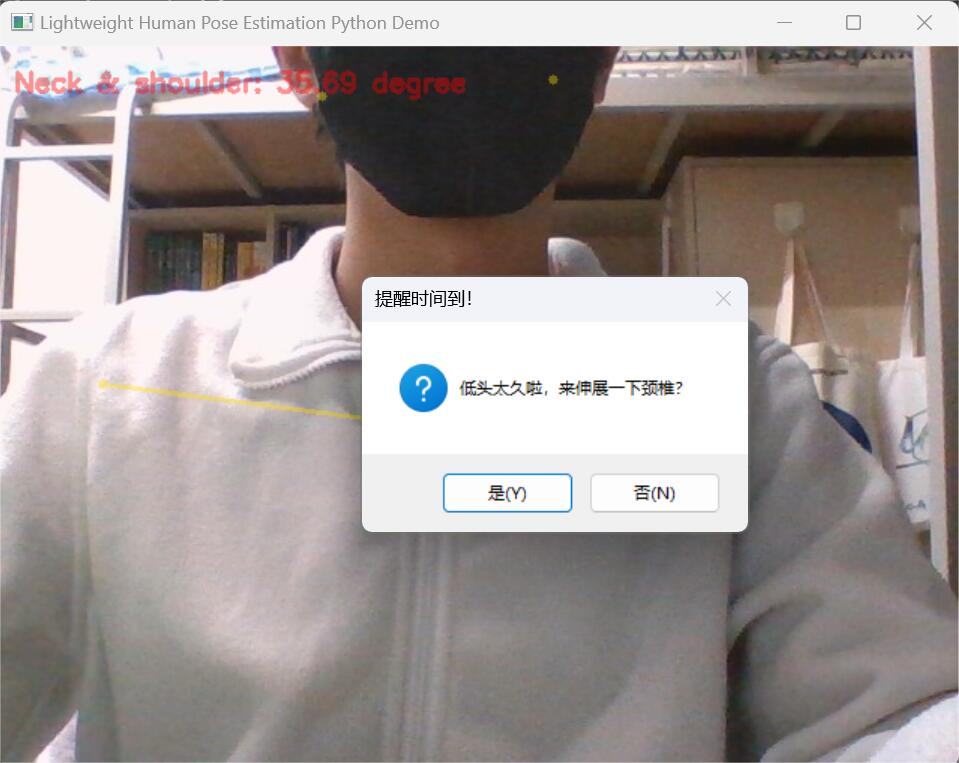 Lightweight Human Pose Estimation Python Demo
Neck & shoulder: 35.69 degree
提醒时间到!
低头太久啦，来伸展一下颈椎?
是(Y)
否(N)